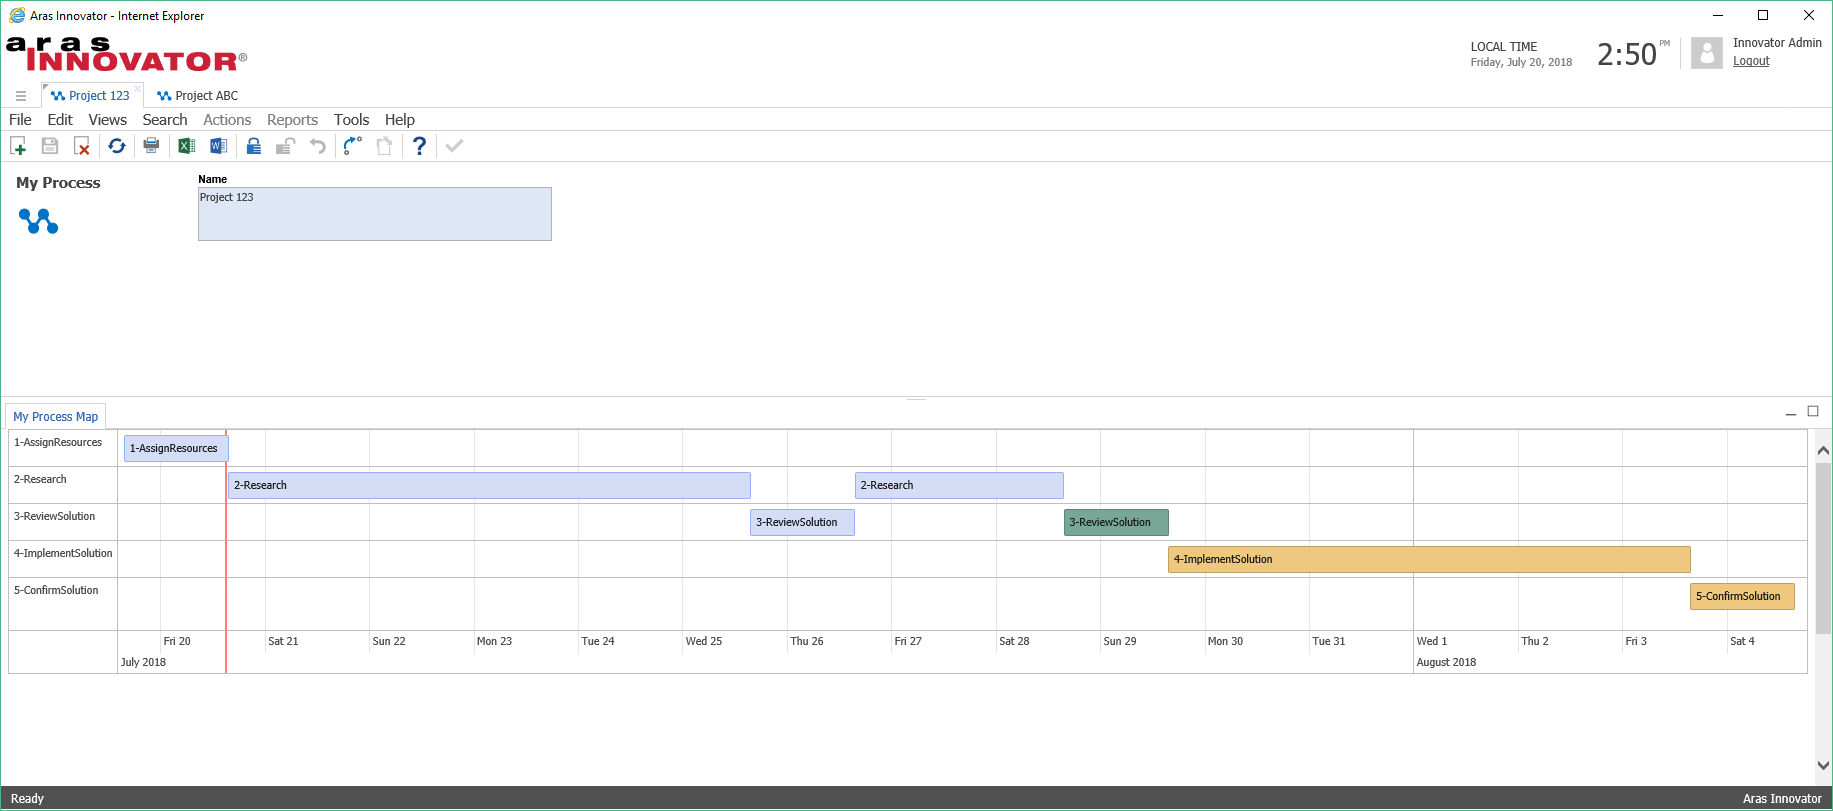 Aras Innovator - Internet Explorer
aras
INNOVATOR®
LOCAL TIME
Friday, July 20, 2018
2:50 PM
Innovator Admin
Logout
Project 123
Project ABC
File Edit Views Search Actions Reports Tools Help
My Process
Name
Project 123
My Process Map
1-AssignResources
1-AssignResources
2-Research
2-Research
2-Research
3-ReviewSolution
3-ReviewSolution
3-ReviewSolution
4-ImplementSolution
4-ImplementSolution
5-ConfirmSolution
5-ConfirmSolution
Fri 20 Sat 21 Sun 22 Mon 23 Tue 24 Wed 25 Thu 26 Fri 27 Sat 28 Sun 29 Mon 30 Tue 31 Wed 1 Thu 2 Fri 3 Sat 4
July 2018 August 2018
Ready
Aras Innovator